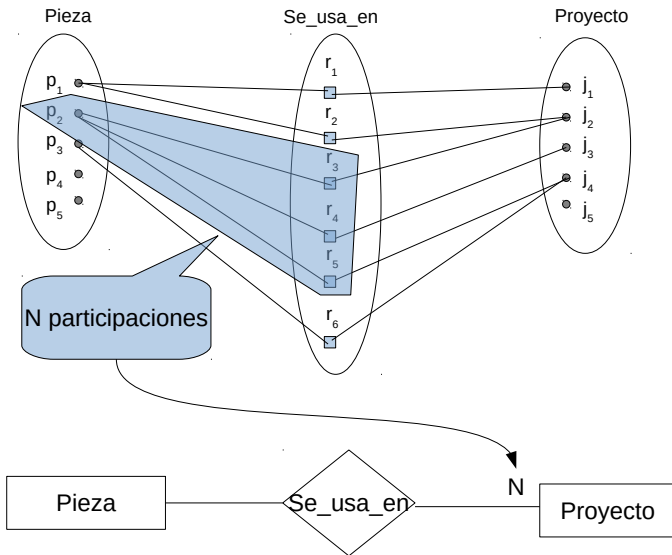 Pieza
Se_usa_en
Proyecto
p1
p2
p3
p4
p5
r1
r2
r3
r4
r5
r6
j1
j2
j3
j4
j5
N participaciones
N
Pieza
Se_usa_en
Proyecto